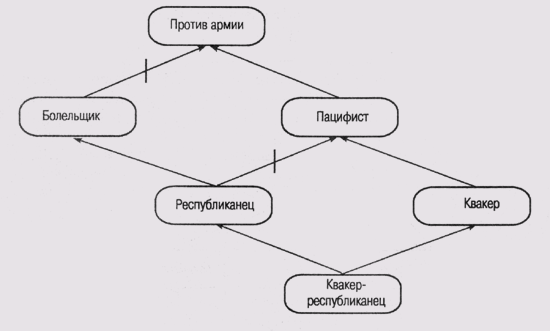 Против армии
Болельщик
Пацифист
Республиканец
Квакер
Квакер-
республиканец